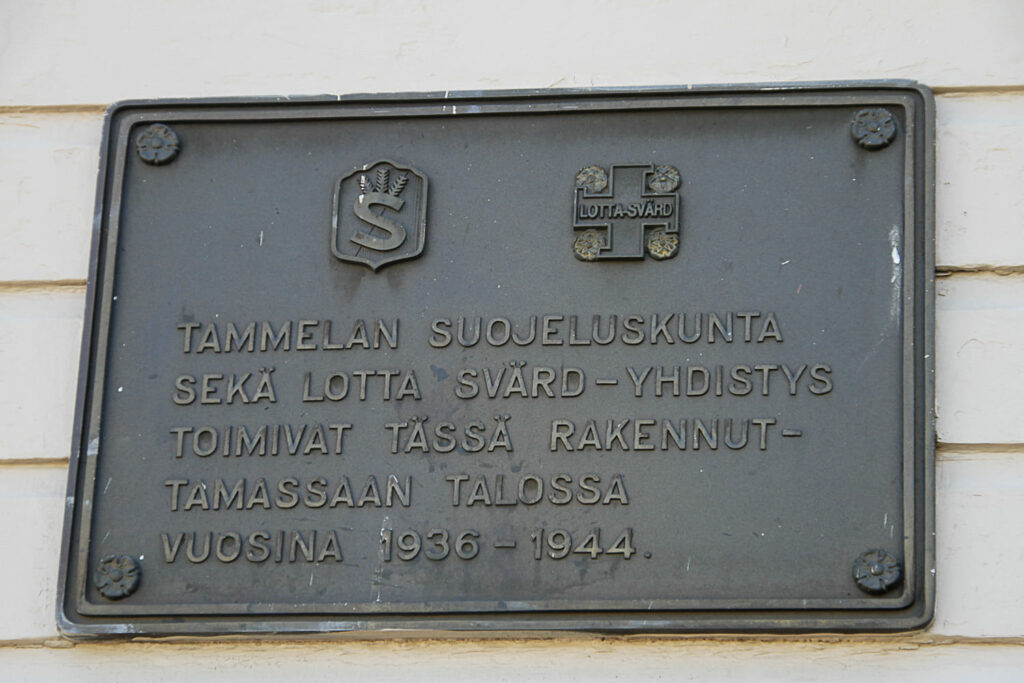 S
LOTTA-SVÄRD
TAMMELAN SUOJELUSKUNTA
SEKÄ LOTTA SVÄRD-YHDISTYS
TOIMIVAT TÄSSÄ RAKENNUT-
TAMASSAAN TALOSSA
VUOSINA 1936-1944.